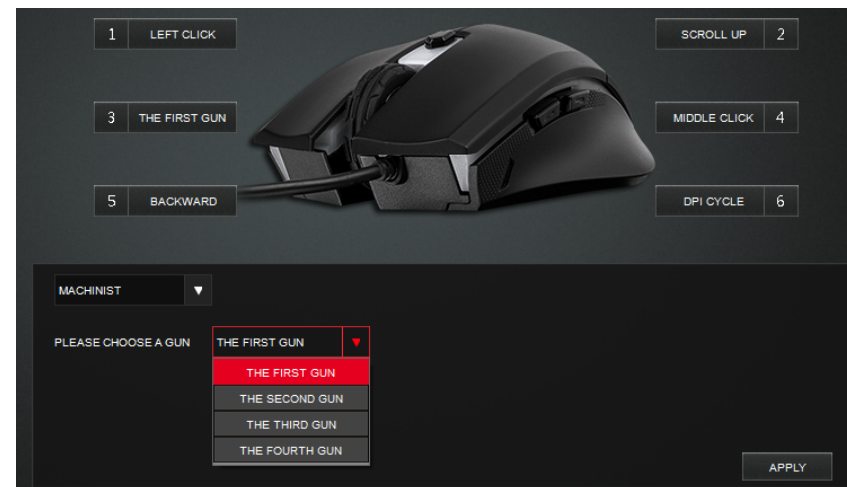 1 LEFT CLICK
SCROLL UP 2
3 THE FIRST GUN
MIDDLE CLICK 4
5 BACKWARD
DPI CYCLE 6
MACHINIST
PLEASE CHOOSE A GUN THE FIRST GUN
THE FIRST GUN
THE SECOND GUN
THE THIRD GUN
THE FOURTH GUN
APPLY